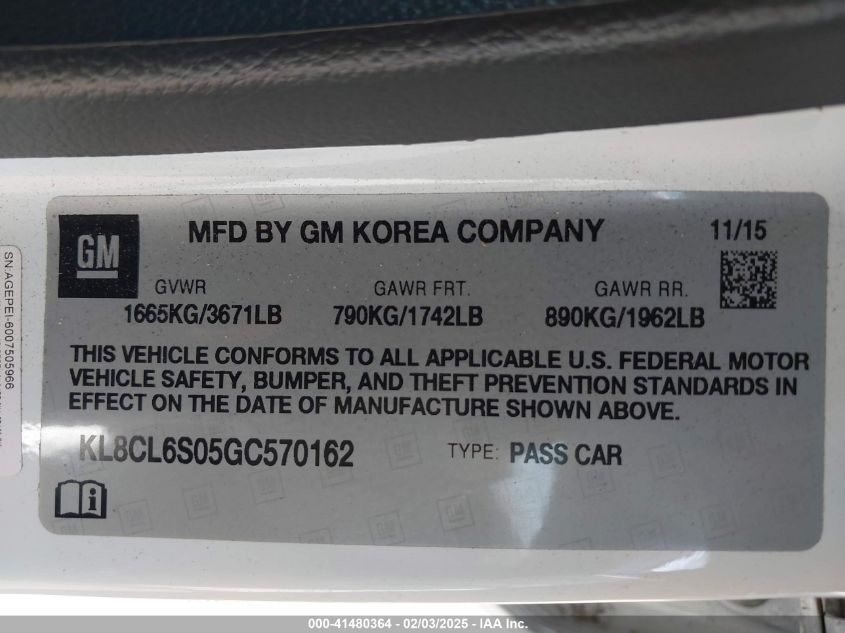 GM
MFD BY GM KOREA COMPANY 11/15
GVWR GAWR FRT. GAWR RR.
1665KG/3671LB 790KG/1742LB 890KG/1962LB
THIS VEHICLE CONFORMS TO ALL APPLICABLE U.S. FEDERAL MOTOR
VEHICLE SAFETY, BUMPER, AND THEFT PREVENTION STANDARDS IN
EFFECT ON THE DATE OF MANUFACTURE SHOWN ABOVE.
KL8CL6S05GC570162 TYPE: PASS CAR
SN:AGEPEI-6007505966
000-41480364 - 02/03/2025 - IAA Inc.